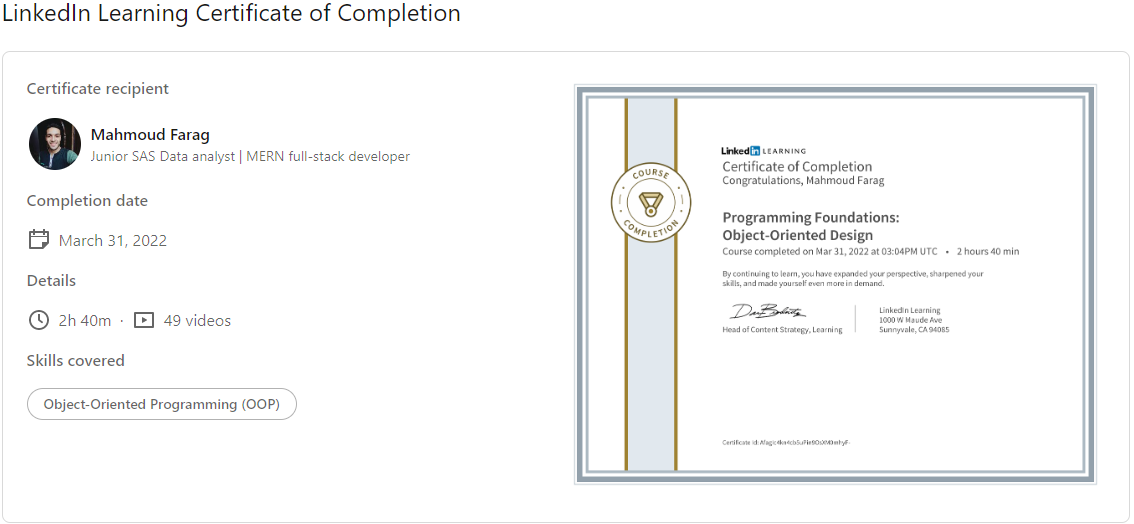 LinkedIn Learning Certificate of Completion
Certificate recipient
Mahmoud Farag
Junior SAS Data analyst | MERN full-stack developer
Completion date
March 31, 2022
Details
2h 40m · 49 videos
Skills covered
Object-Oriented Programming (OOP)
COURSE
COMPLETION
LinkedIn LEARNING
Certificate of Completion
Congratulations, Mahmoud Farag
Programming Foundations:
Object-Oriented Design
Course completed on Mar 31, 2022 at 03:04PM UTC • 2 hours 40 min
By continuing to learn, you have expanded your perspective, sharpened your
skills, and made yourself even more in demand.
Head of Content Strategy, Learning
LinkedIn Learning
1000 W Maude Ave
Sunnyvale, CA 94085
Certificate Id: